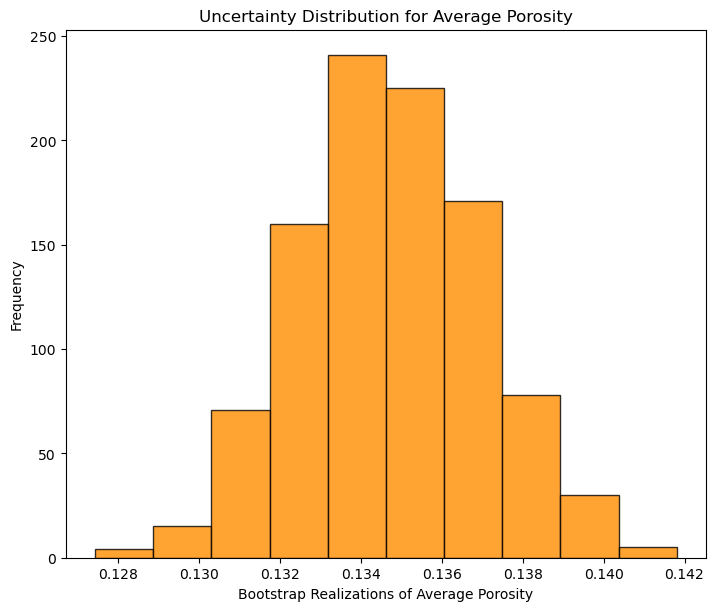 Uncertainty Distribution for Average Porosity
250
200
150
100
50
0
Frequency
0.128 0.130 0.132 0.134 0.136 0.138 0.140 0.142
Bootstrap Realizations of Average Porosity